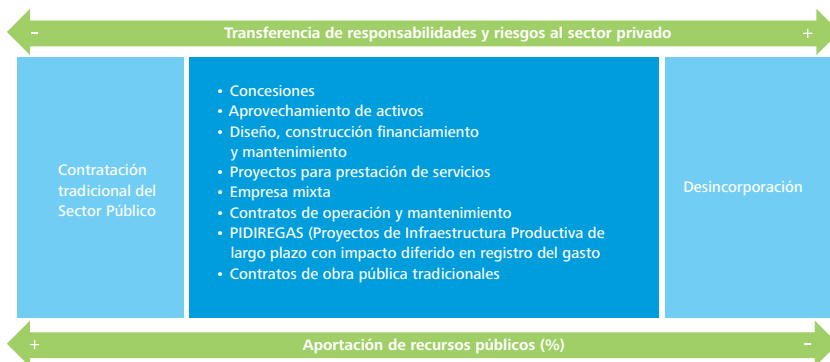 - Transferencia de responsabilidades y riesgos al sector privado +
Contratación
tradicional del
Sector Público
• Concesiones
• Aprovechamiento de activos
• Diseño, construcción financiamiento
y mantenimiento
• Proyectos para prestación de servicios
• Empresa mixta
• Contratos de operación y mantenimiento
• PIDIREGAS (Proyectos de Infraestructura Productiva de
largo plazo con impacto diferido en registro del gasto
• Contratos de obra pública tradicionales
Desincorporación
+ Aportación de recursos públicos (%) -